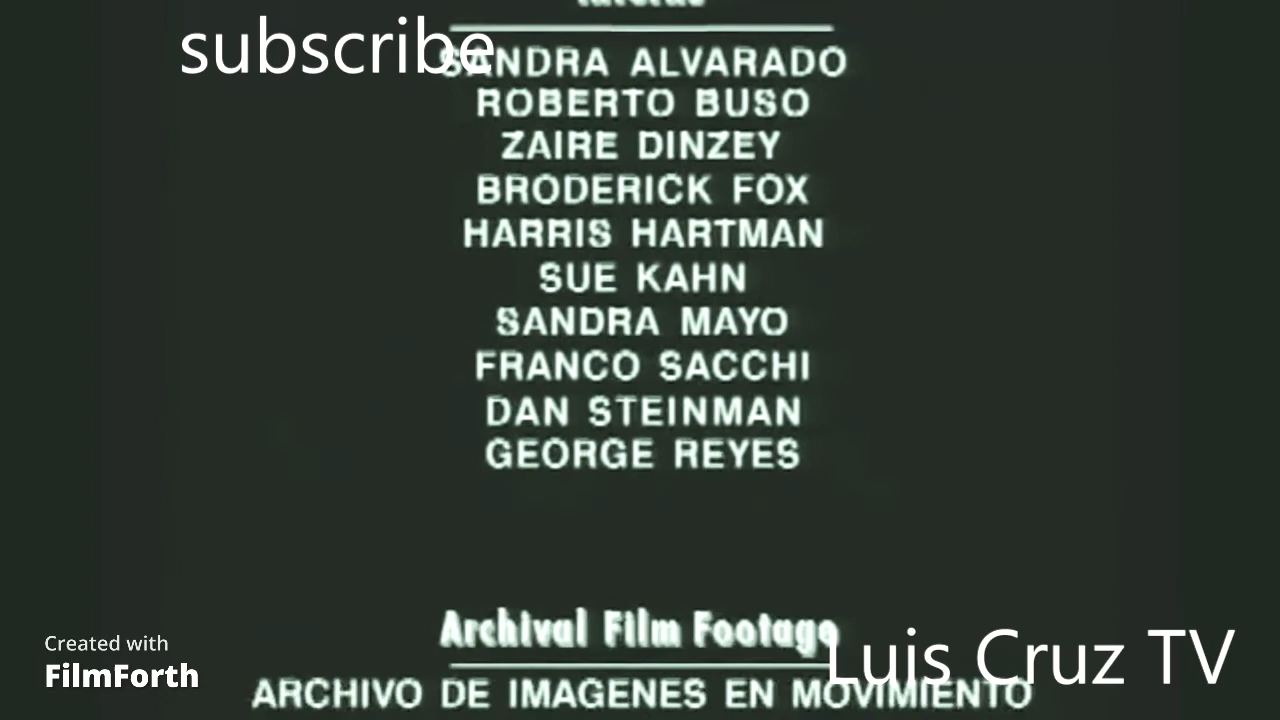 subscribe
SANDRA ALVARADO
ROBERTO BUSO
ZAIRE DINZEY
BRODERICK FOX
HARRIS HARTMAN
SUE KAHN
SANDRA MAYO
FRANCO SACCHI
DAN STEINMAN
GEORGE REYES
Archival Film Footage
ARCHIVO DE IMAGENES EN MOVIMIENTO
Luis Cruz TV
Created with
FilmForth